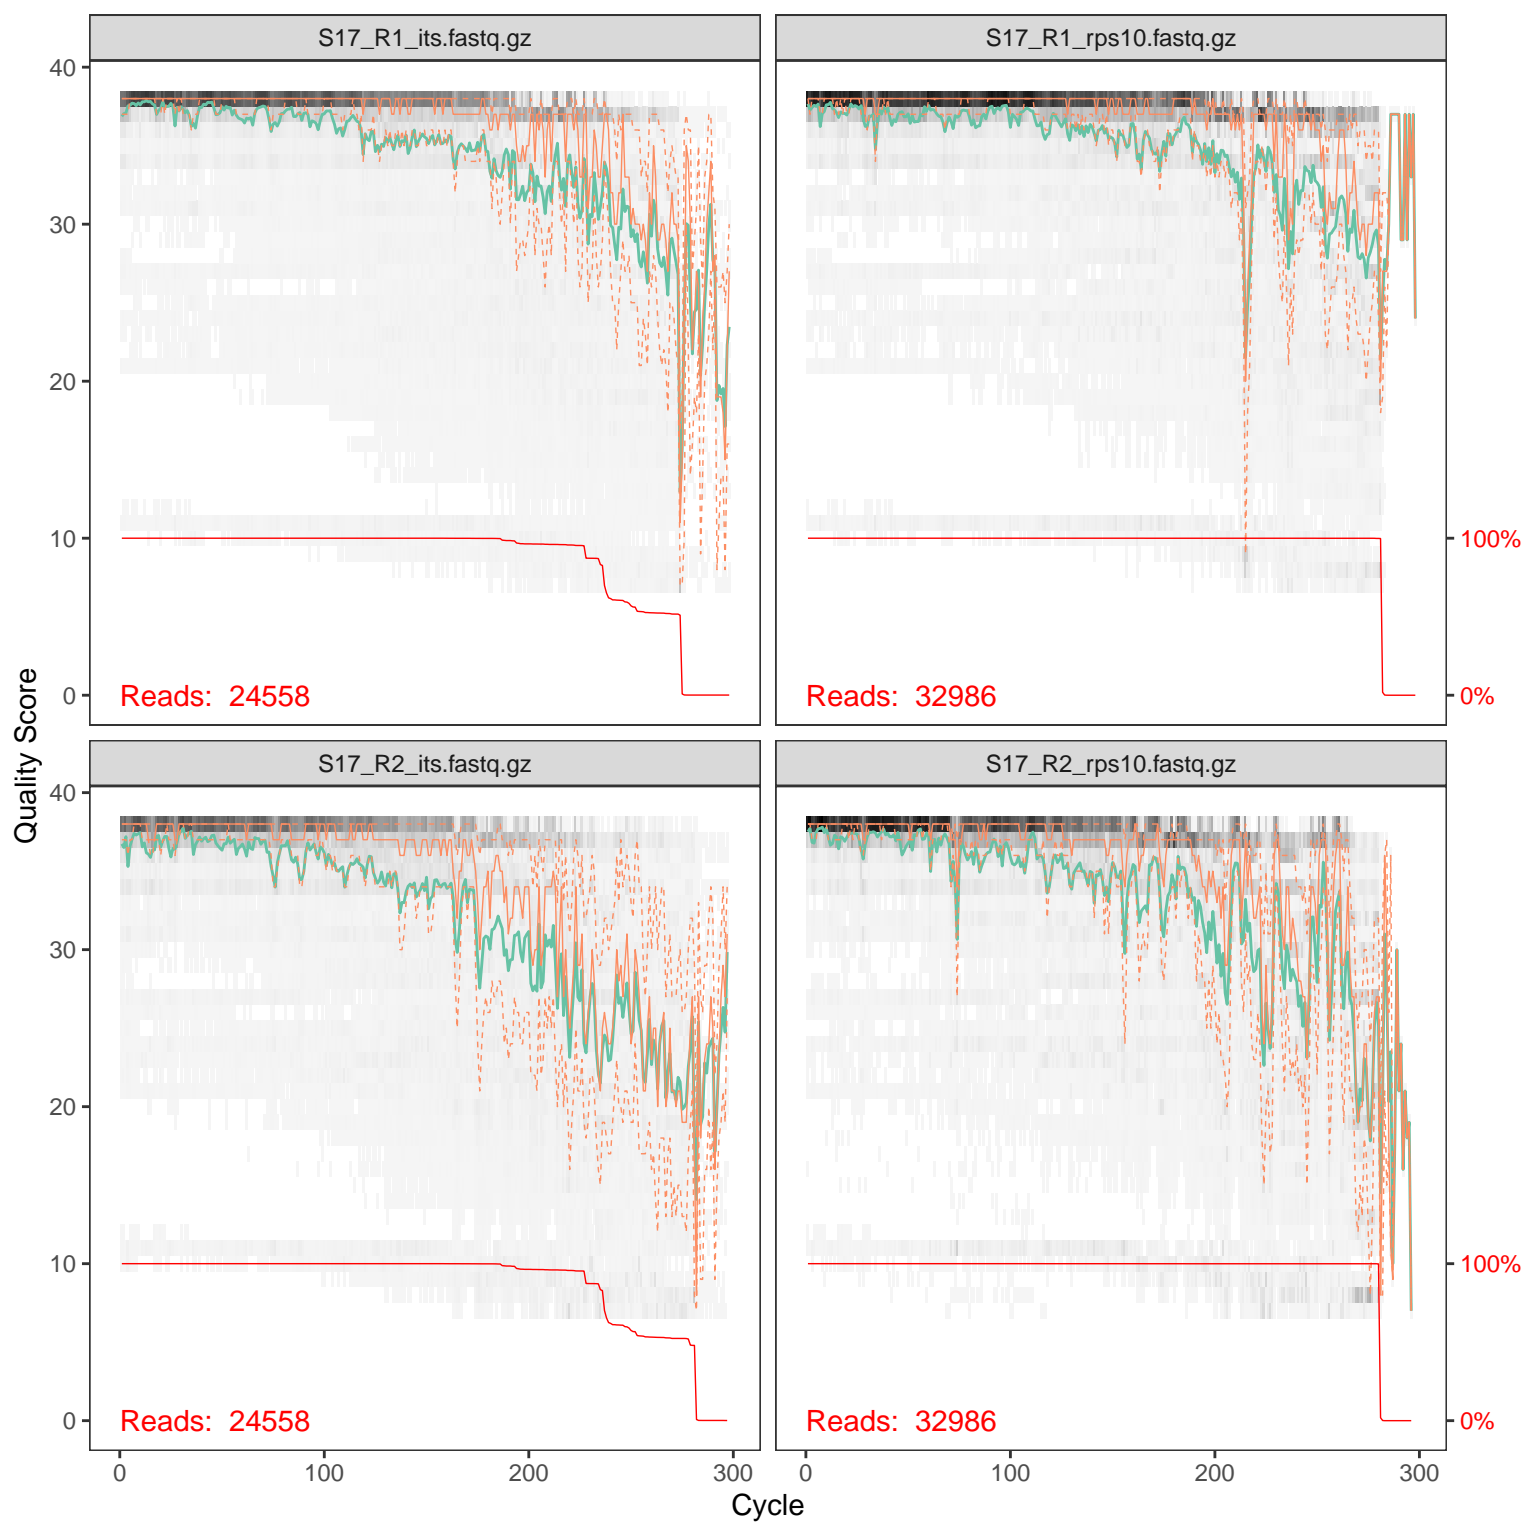 S17_R1_its.fastq.gz
S17_R1_rps10.fastq.gz
40
30
20
10
0
Reads: 24558
Reads: 32986
100%
0%
Quality Score
S17_R2_its.fastq.gz
S17_R2_rps10.fastq.gz
40
30
20
10
0
Reads: 24558
Reads: 32986
100%
0%
0 100 200 300
0 100 200 300
Cycle